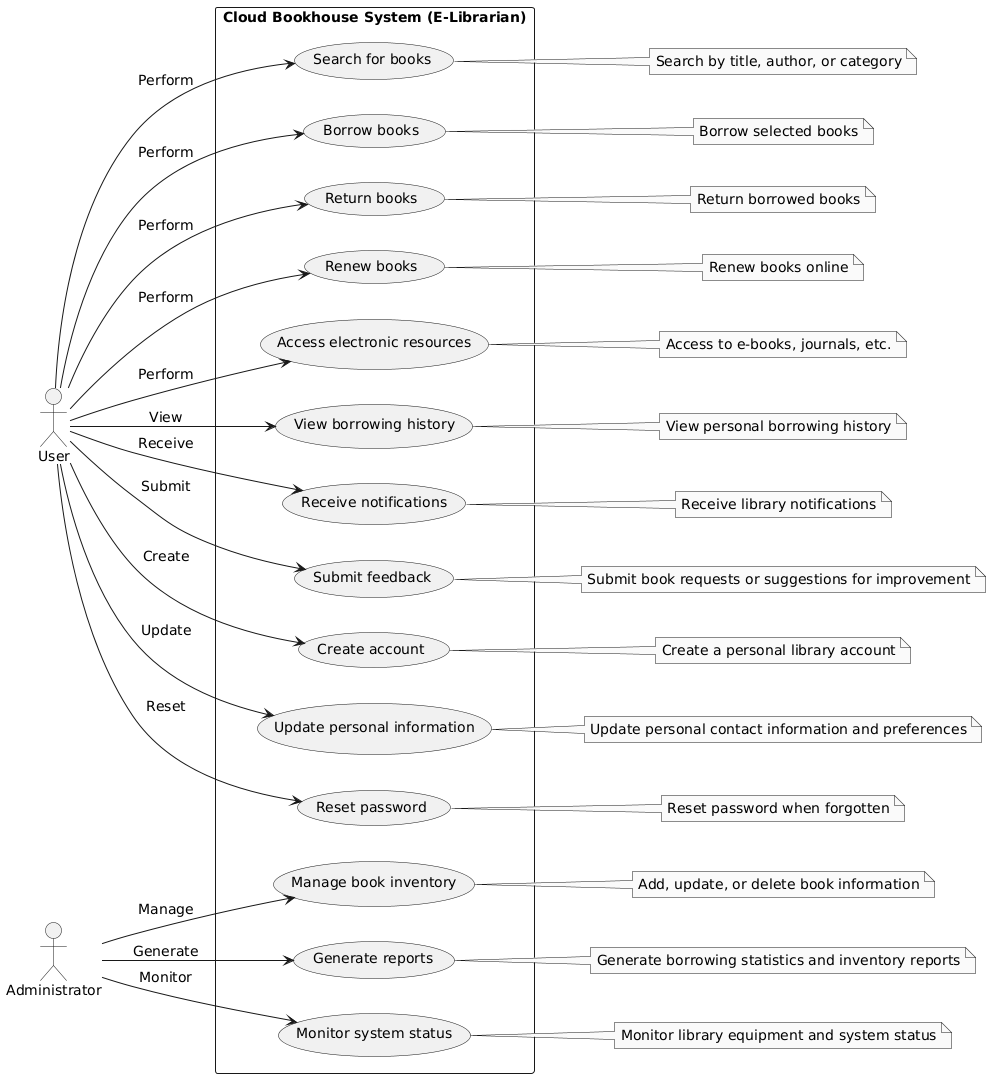 Cloud Bookhouse System (E-Librarian)
Perform
Search for books
Search by title, author, or category
Perform
Borrow books
Borrow selected books
Perform
Return books
Return borrowed books
Perform
Renew books
Renew books online
Perform
Access electronic resources
Access to e-books, journals, etc.
View
View borrowing history
View personal borrowing history
User
Receive
Receive notifications
Receive library notifications
Submit
Submit feedback
Submit book requests or suggestions for improvement
Create
Create account
Create a personal library account
Update
Update personal information
Update personal contact information and preferences
Reset
Reset password
Reset password when forgotten
Manage
Manage book inventory
Add, update, or delete book information
Administrator
Generate
Generate reports
Generate borrowing statistics and inventory reports
Monitor
Monitor system status
Monitor library equipment and system status